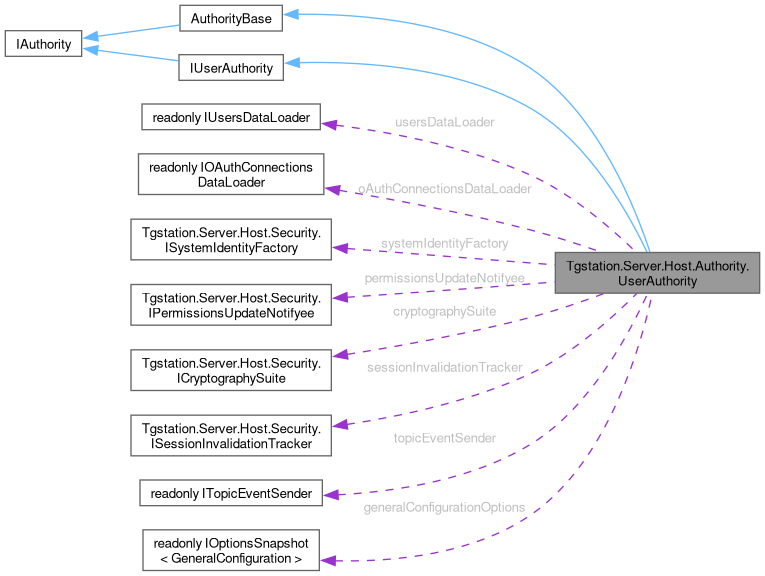 AuthorityBase
IAuthority
IUserAuthority
readonly IUsersDataLoader
usersDataLoader
readonly IOAuthConnections
DataLoader
oAuthConnectionsDataLoader
Tgstation.Server.Host.Security.
ISystemIdentityFactory
systemIdentityFactory
Tgstation.Server.Host.Authority.
UserAuthority
permissionsUpdateNotifyee
Tgstation.Server.Host.Security.
IPermissionsUpdateNotifyee
cryptographySuite
Tgstation.Server.Host.Security.
ICryptographySuite
sessionInvalidationTracker
Tgstation.Server.Host.Security.
ISessionInvalidationTracker
topicEventSender
readonly ITopicEventSender
generalConfigurationOptions
readonly IOptionsSnapshot
< GeneralConfiguration >